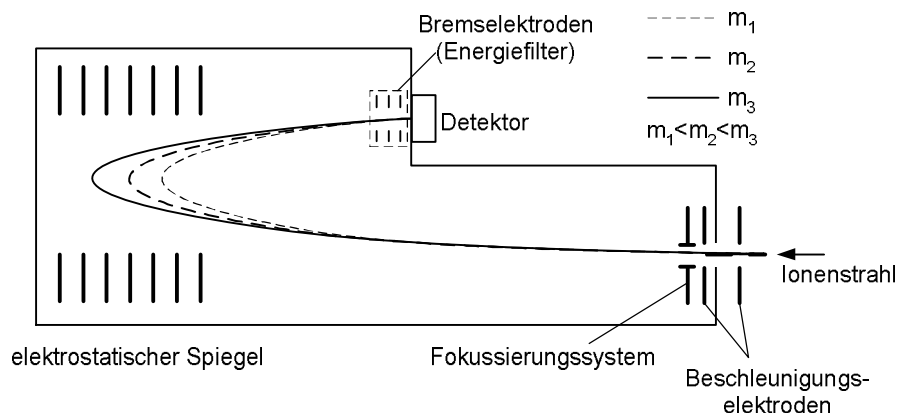 Bremselektroden
(Energiefilter)
m1
m2
m3
m1<m2<m3
Detektor
Ionenstrahl
elektrostatischer Spiegel
Fokussierungssystem
Beschleunigungs-
elektroden